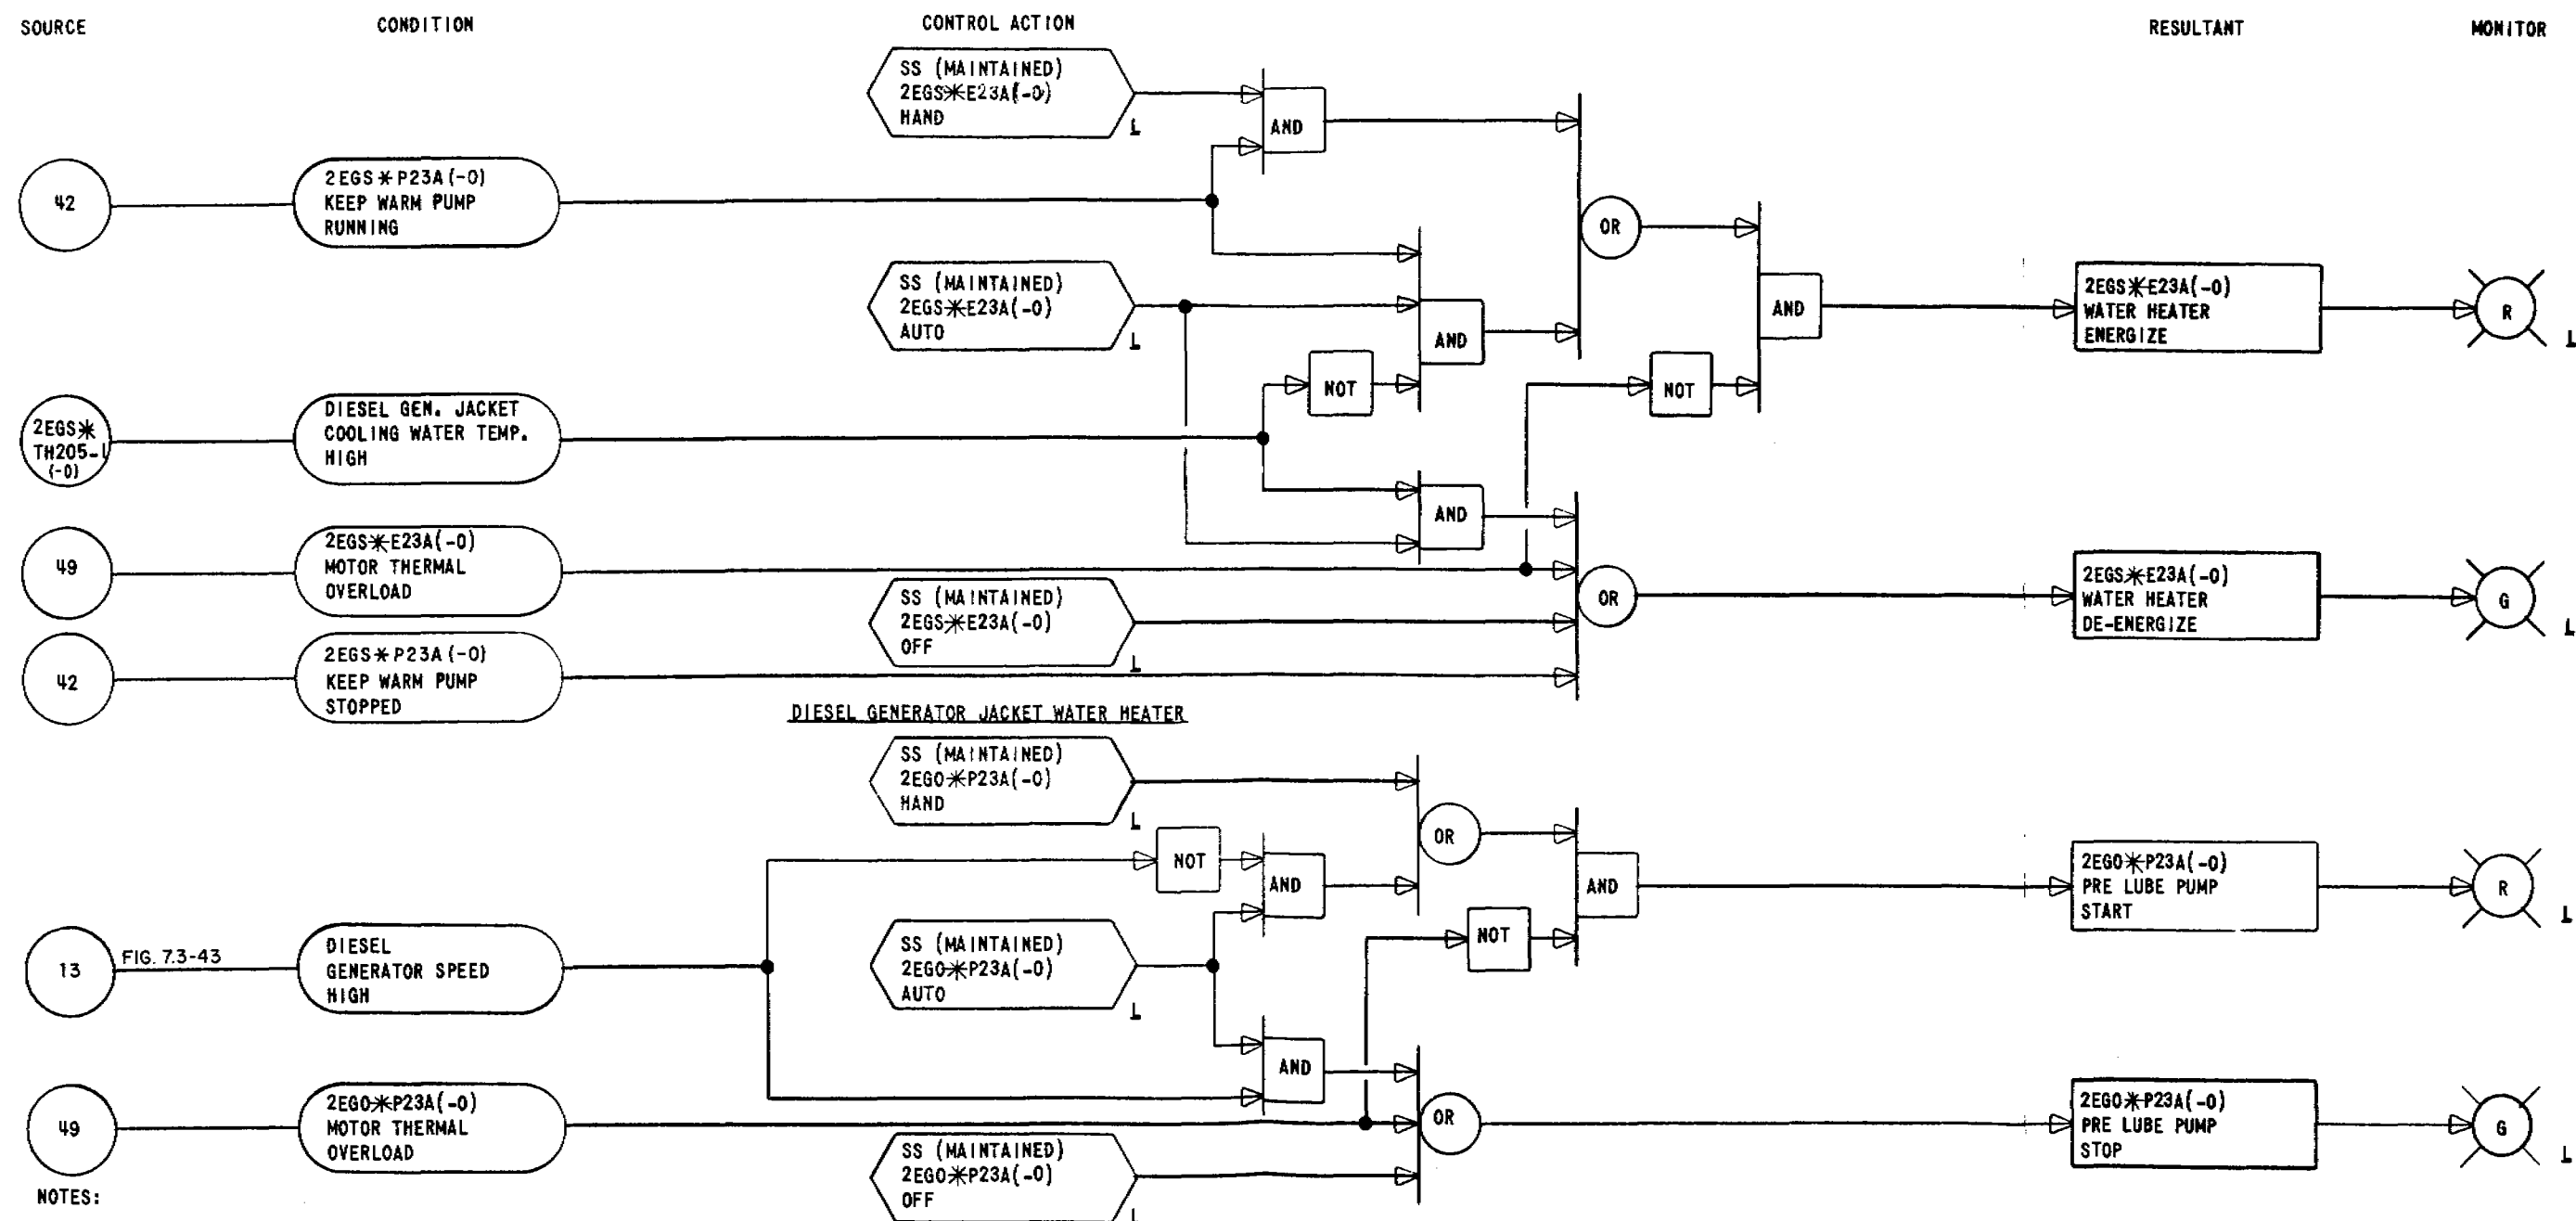 SOURCE
CONDITION
CONTROL ACTION
RESULTANT
MONITOR
SS (MAINTAINED)
2EGS*E23A(-0)
HAND
L
AND
42
2EGS*P23A(-0)
KEEP WARM PUMP
RUNNING
OR
SS (MAINTAINED)
2EGS*E23A(-0)
AUTO
L
AND
AND
2EGS*E23A(-0)
WATER HEATER
ENERGIZE
R
L
NOT
NOT
2EGS*
TH205-1
(-0)
DIESEL GEN. JACKET
COOLING WATER TEMP.
HIGH
AND
49
2EGS*E23A(-0)
MOTOR THERMAL
OVERLOAD
SS (MAINTAINED)
2EGS*E23A(-0)
OFF
L
OR
2EGS*E23A(-0)
WATER HEATER
DE-ENERGIZE
G
L
42
2EGS*P23A(-0)
KEEP WARM PUMP
STOPPED
DIESEL GENERATOR JACKET WATER HEATER
SS (MAINTAINED)
2EGO*P23A(-0)
HAND
L
OR
NOT
AND
AND
2EGO*P23A(-0)
PRE LUBE PUMP
START
R
L
13
FIG. 7.3-43
DIESEL
GENERATOR SPEED
HIGH
SS (MAINTAINED)
2EGO*P23A(-0)
AUTO
L
NOT
AND
49
2EGO*P23A(-0)
MOTOR THERMAL
OVERLOAD
OR
2EGO*P23A(-0)
PRE LUBE PUMP
STOP
G
L
SS (MAINTAINED)
2EGO*P23A(-0)
OFF
L
NOTES: